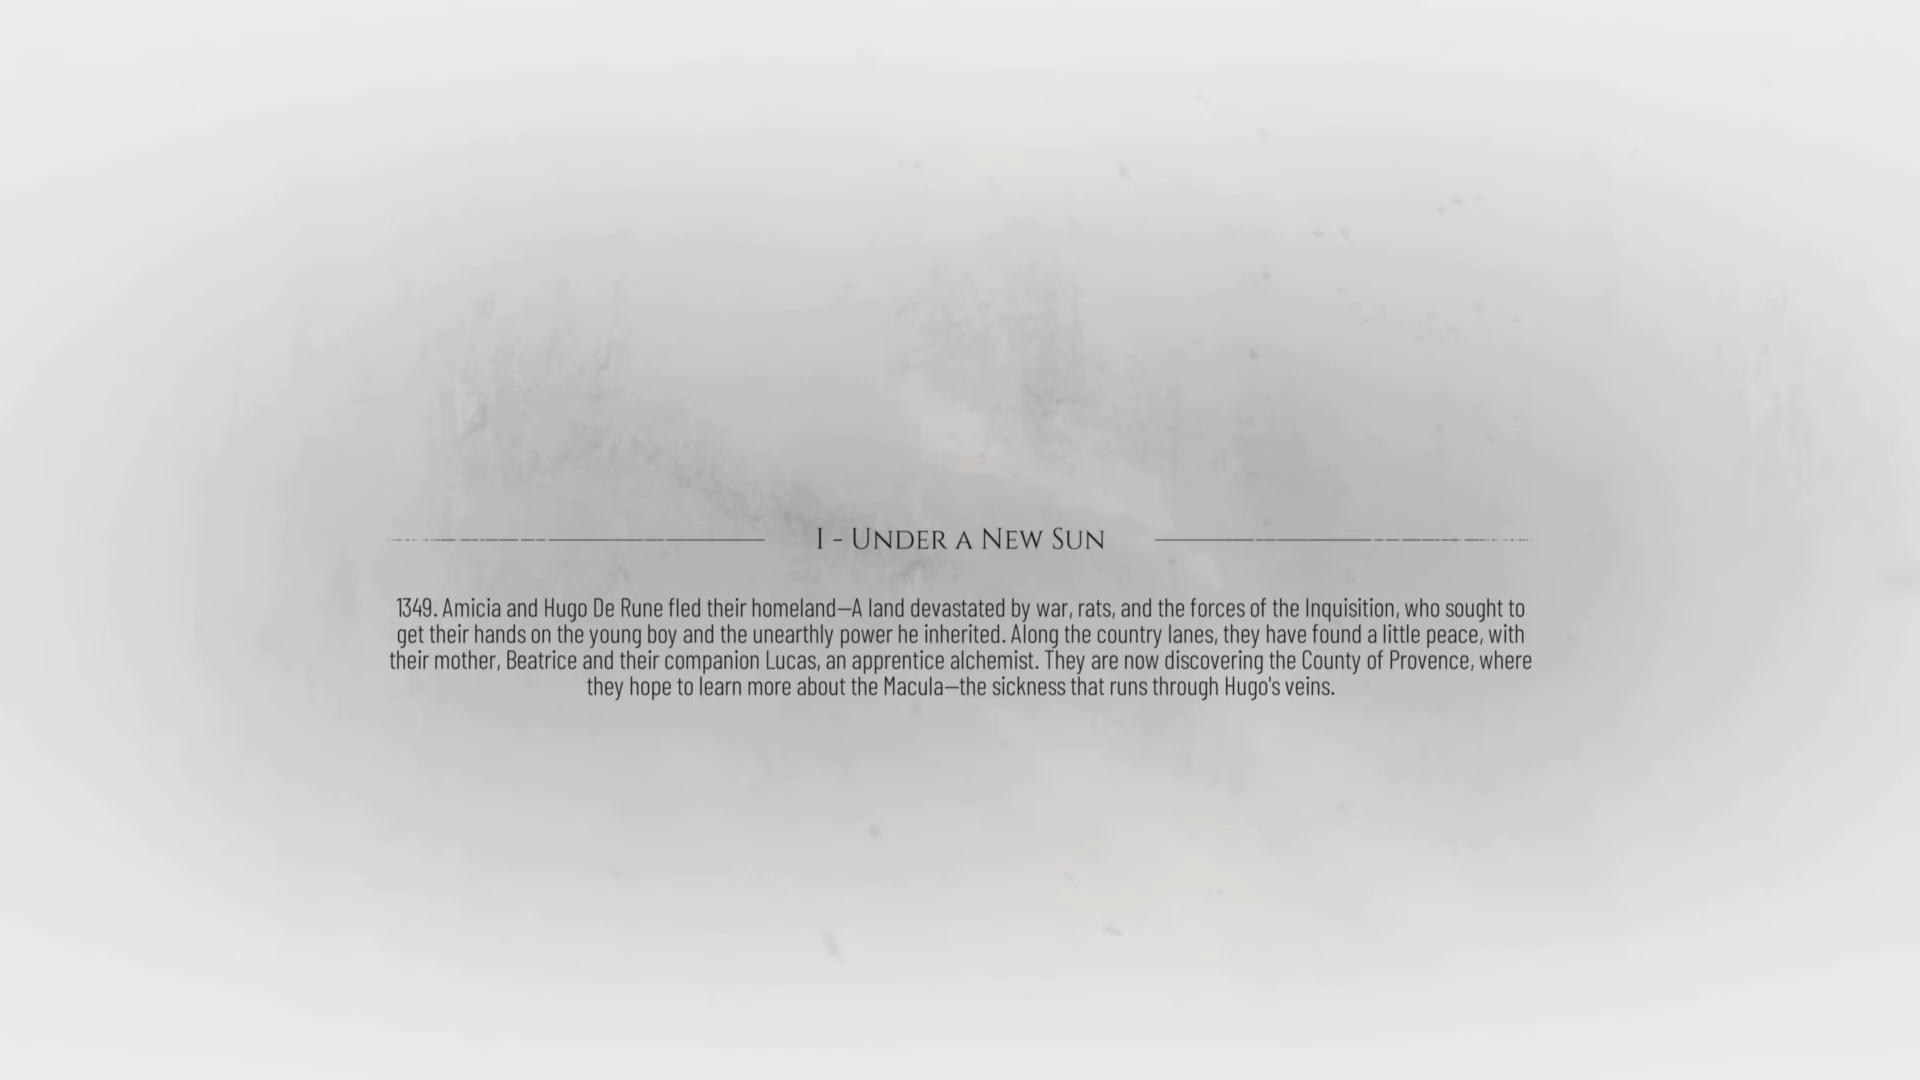 I - Under a New Sun
1349. Amicia and Hugo De Rune fled their homeland—A land devastated by war, rats, and the forces of the Inquisition, who sought to
get their hands on the young boy and the unearthly power he inherited. Along the country lanes, they have found a little peace, with
their mother, Beatrice and their companion Lucas, an apprentice alchemist. They are now discovering the County of Provence, where
they hope to learn more about the Macula—the sickness that runs through Hugo's veins.